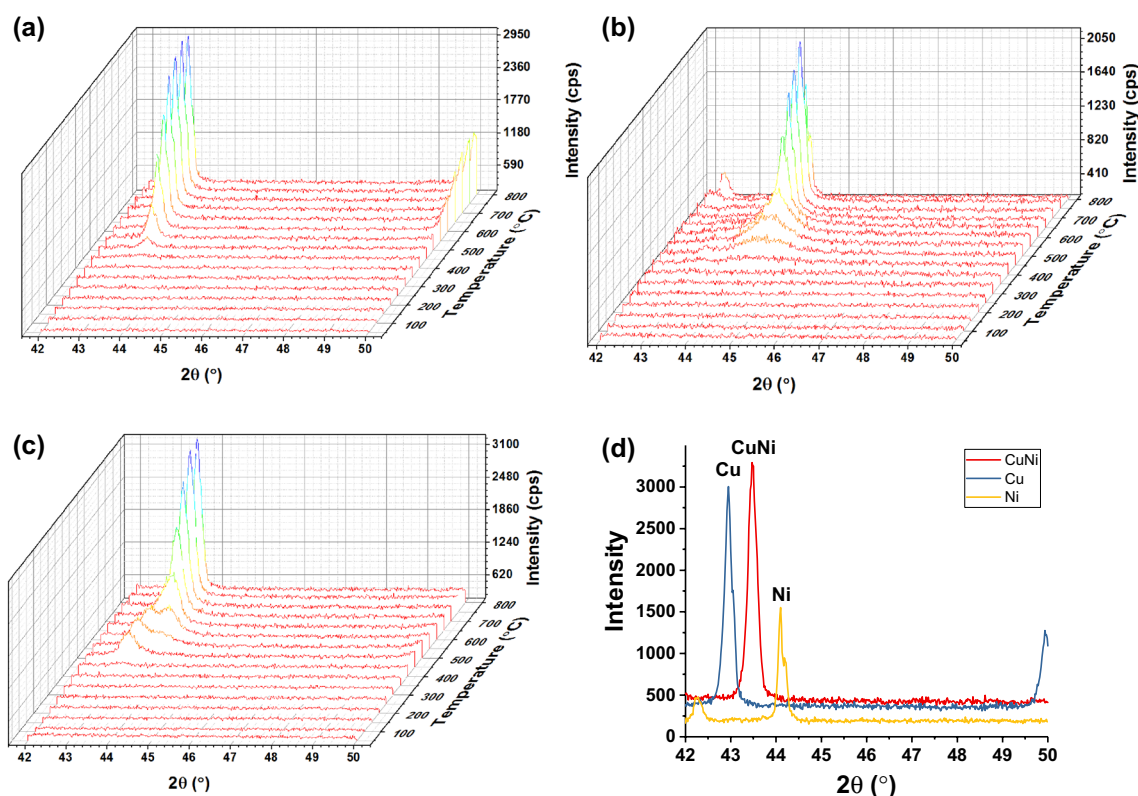 (a)
2950
2360
1770
1180
590
Intensity (cps)
800
700
600
500
400
300
200
100
Temperature (°C)
42 43 44 45 46 47 48 49 50
2θ (°)
(b)
2050
1640
1230
820
410
Intensity (cps)
800
700
600
500
400
300
200
100
Temperature (°C)
42 43 44 45 46 47 48 49 50
2θ (°)
(c)
3100
2480
1860
1240
620
Intensity (cps)
800
700
600
500
400
300
200
100
Temperature (°C)
42 43 44 45 46 47 48 49 50
2θ (°)
(d)
CuNi
Cu
Ni
CuNi
Cu
Ni
3000
2500
2000
1500
1000
500
0
Intensity
42 43 44 45 46 47 48 49 50
2θ (°)